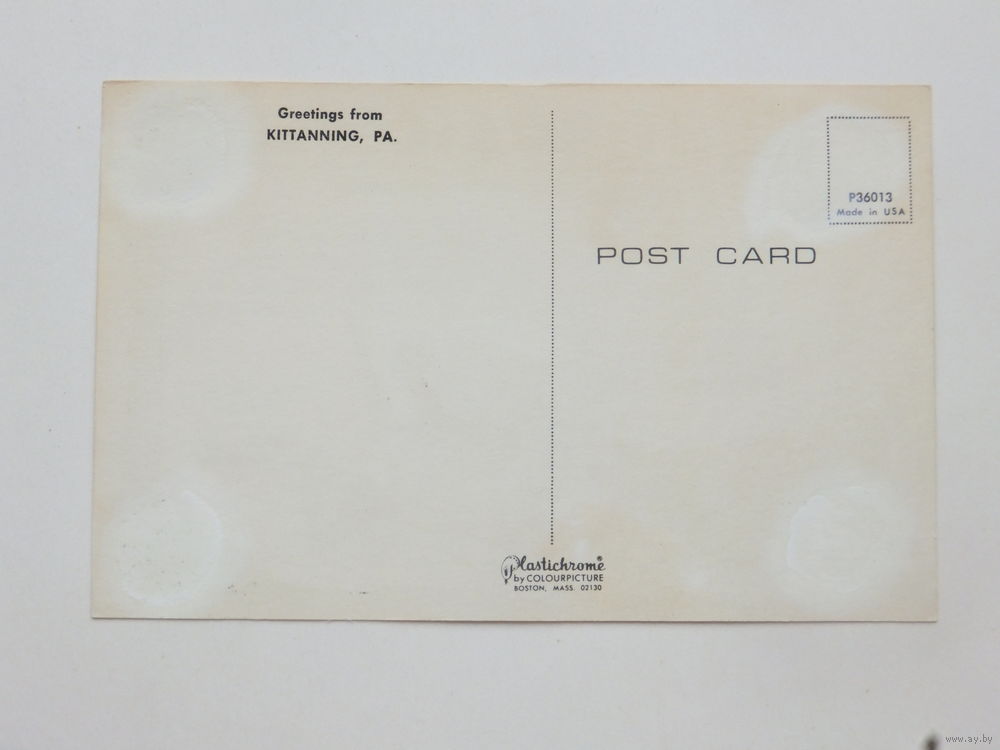 Greetings from
KITTANNING, PA.
P36013
Made in USA
POST CARD
Plastichrome®
by COLOURPICTURE
BOSTON, MASS. 02130
www.ay.by